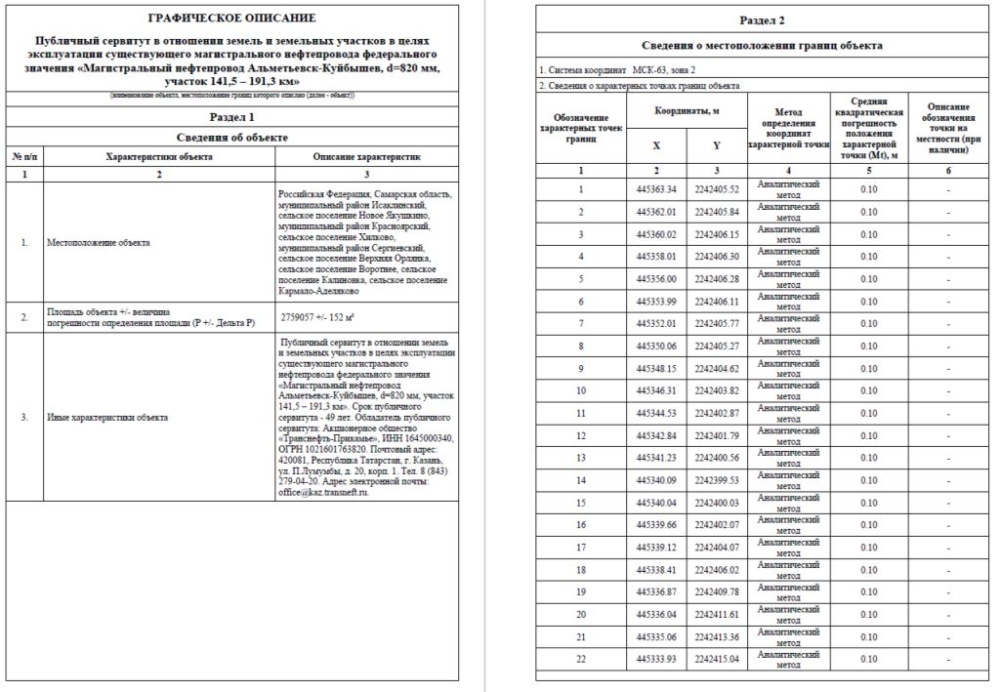 ГРАФИЧЕСКОЕ ОПИСАНИЕ
Публичный сервитут в отношении земель и земельных участков в целях
эксплуатации существующего магистрального нефтепровода федерального
значения «Магистральный нефтепровод Альметьевск-Куйбышев, d=820 мм,
участок 141,5 – 191,3 км»
(наименование объекта, местоположение границ которого описано (далее - объект))
Раздел 1
Сведения об объекте
№ п/п Характеристики объекта Описание характеристик
1 2 3
1. Местоположение объекта
Российская Федерация, Самарская область,
муниципальный район Исаклинский,
сельское поселение Новое Якушкино,
муниципальный район Красноярский,
сельское поселение Хилково,
муниципальный район Сергиевский,
сельское поселение Верхняя Орлянка,
сельское поселение Воротнее, сельское
поселение Калиновка, сельское поселение
Кармало-Аделяково
2. Площадь объекта +/- величина
погрешности определения площади (P +/- Дельта P)
2759057 +/- 152 м²
3. Иные характеристики объекта
Публичный сервитут в отношении земель
и земельных участков в целях эксплуатации
существующего магистрального
нефтепровода федерального значения
«Магистральный нефтепровод
Альметьевск-Куйбышев, d=820 мм, участок
141,5 – 191,3 км». Срок публичного
сервитута - 49 лет. Обладатель публичного
сервитута: Акционерное общество
«Транснефть-Прикамье», ИНН 1645000340,
ОГРН 1021601763820. Почтовый адрес:
420081, Республика Татарстан, г. Казань,
ул. П.Лумумбы, д. 20, корп. 1. Тел. 8 (843)
279-04-20. Адрес электронной почты:
office@kaz.transneft.ru.
Раздел 2
Сведения о местоположении границ объекта
1. Система координат МСК-63, зона 2
2. Сведения о характерных точках границ объекта
Обозначение
характерных точек
границ
Координаты, м
X Y
Метод
определения
координат
характерной точки
Средняя
квадратическая
погрешность
положения
характерной
точки (Mt), м
Описание
обозначения
точки на
местности (при
наличии)
1 2 3 4 5 6
1 445363.34 2242405.52 Аналитический метод 0.10 -
2 445362.01 2242405.84 Аналитический метод 0.10 -
3 445360.02 2242406.15 Аналитический метод 0.10 -
4 445358.01 2242406.30 Аналитический метод 0.10 -
5 445356.00 2242406.28 Аналитический метод 0.10 -
6 445353.99 2242406.11 Аналитический метод 0.10 -
7 445352.01 2242405.77 Аналитический метод 0.10 -
8 445350.06 2242405.27 Аналитический метод 0.10 -
9 445348.15 2242404.62 Аналитический метод 0.10 -
10 445346.31 2242403.82 Аналитический метод 0.10 -
11 445344.53 2242402.87 Аналитический метод 0.10 -
12 445342.84 2242401.79 Аналитический метод 0.10 -
13 445341.23 2242400.56 Аналитический метод 0.10 -
14 445340.09 2242399.53 Аналитический метод 0.10 -
15 445340.04 2242400.03 Аналитический метод 0.10 -
16 445339.66 2242402.07 Аналитический метод 0.10 -
17 445339.12 2242404.07 Аналитический метод 0.10 -
18 445338.41 2242406.02 Аналитический метод 0.10 -
19 445336.87 2242409.78 Аналитический метод 0.10 -
20 445336.04 2242411.61 Аналитический метод 0.10 -
21 445335.06 2242413.36 Аналитический метод 0.10 -
22 445333.93 2242415.04 Аналитический метод 0.10 -